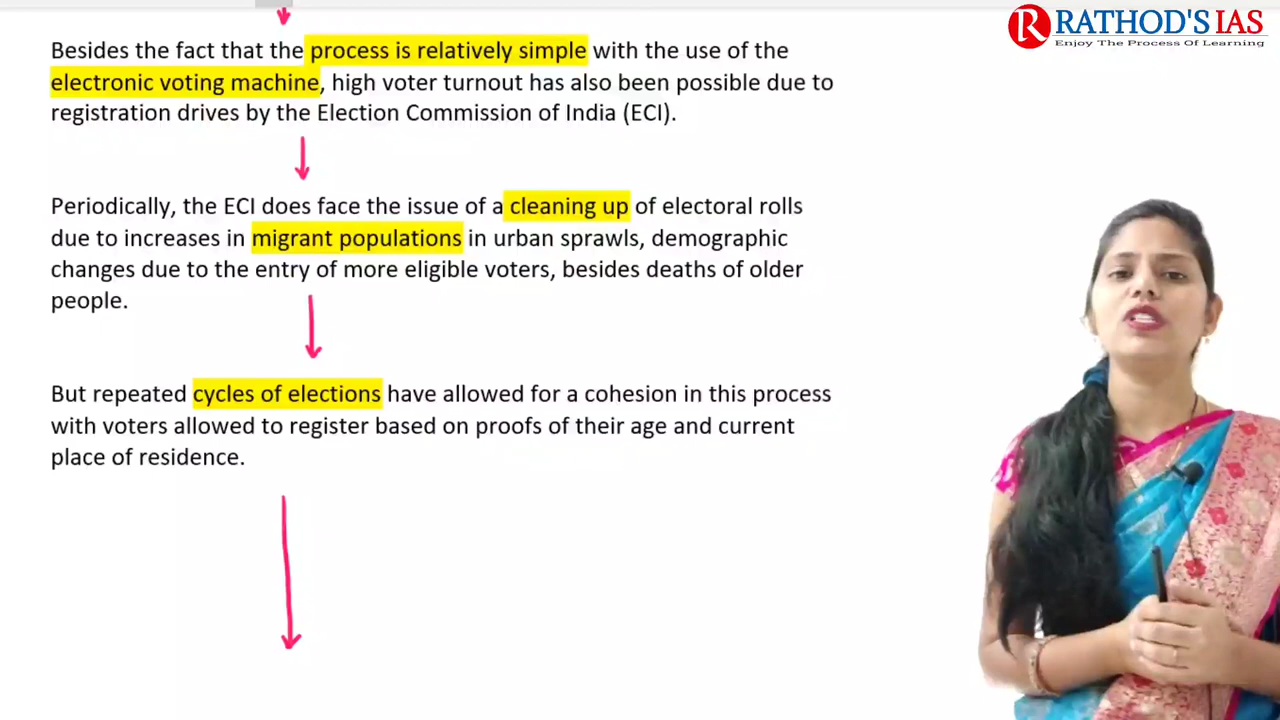 RATHOD'S IAS
Enjoy The Process Of Learning
Besides the fact that the process is relatively simple with the use of the
electronic voting machine, high voter turnout has also been possible due to
registration drives by the Election Commission of India (ECI).
Periodically, the ECI does face the issue of a cleaning up of electoral rolls
due to increases in migrant populations in urban sprawls, demographic
changes due to the entry of more eligible voters, besides deaths of older
people.
But repeated cycles of elections have allowed for a cohesion in this process
with voters allowed to register based on proofs of their age and current
place of residence.